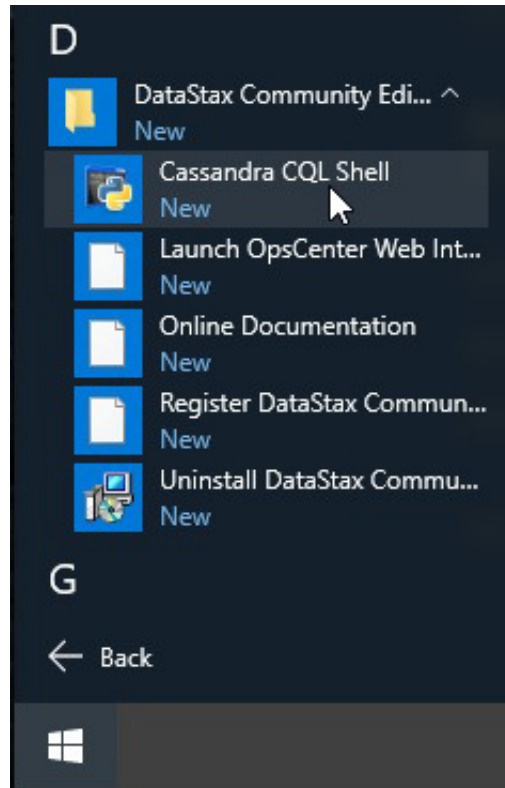 D
DataStax Community Edi...
New
Cassandra CQL Shell
New
Launch OpsCenter Web Int...
New
Online Documentation
New
Register DataStax Commun...
New
Uninstall DataStax Commu...
New
G
Back